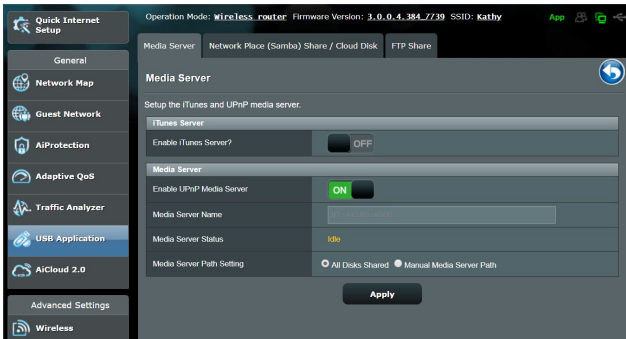 Quick Internet
Setup
Operation Mode: Wireless router Firmware Version: 3.0.0.4.384_7739 SSID: Kathy App
Media Server Network Place (Samba) Share / Cloud Disk FTP Share
General
Network Map
Guest Network
AiProtection
Adaptive QoS
Traffic Analyzer
USB Application
AiCloud 2.0
Advanced Settings
Wireless
Media Server
Setup the iTunes and UPnP media server.
iTunes Server
Enable iTunes Server? OFF
Media Server
Enable UPnP Media Server ON
Media Server Name
Media Server Status Idle
Media Server Path Setting All Disks Shared Manual Media Server Path
Apply